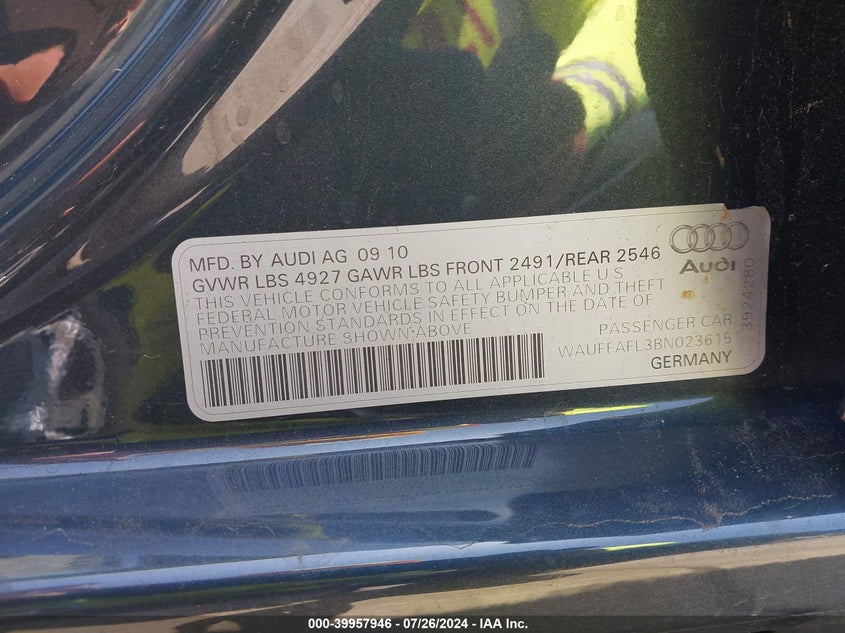 MFD. BY AUDI AG 09 10
GVWR LBS 4927 GAWR LBS FRONT 2491/REAR 2546
THIS VEHICLE CONFORMS TO ALL APPLICABLE U S
FEDERAL MOTOR VEHICLE SAFETY,BUMPER AND THEFT
PREVENTION STANDARDS IN EFFECT ON THE DATE OF
MANUFACTURE SHOWN ABOVE
PASSENGER CAR
WAUFFAFL3BN023615
GERMANY
Audi
3924280
000-39957946 - 07/26/2024 - IAA Inc.